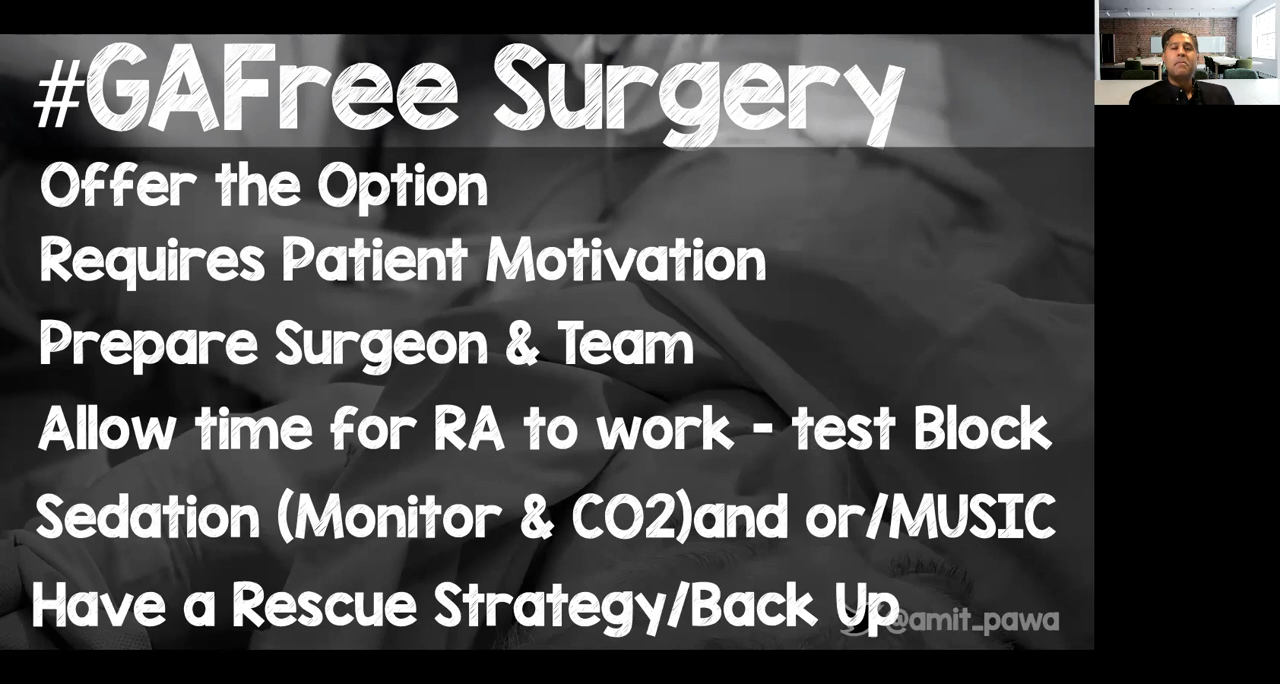 #GAFree Surgery
Offer the Option
Requires Patient Motivation
Prepare Surgeon & Team
Allow time for RA to work - test Block
Sedation (Monitor & CO2)and or/MUSIC
Have a Rescue Strategy/Back Up
@amit_pawa